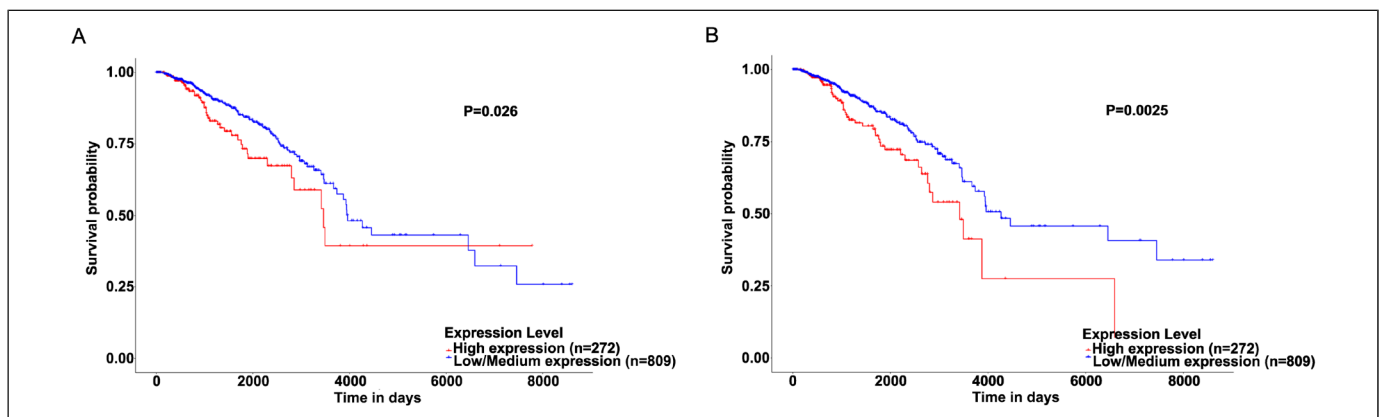 A
1.00
0.75
0.50
0.25
0.00
Survival probability
P=0.026
Expression Level
High expression (n=272)
Low/Medium expression (n=809)
0 2000 4000 6000 8000
Time in days
B
1.00
0.75
0.50
0.25
0.00
Survival probability
P=0.0025
Expression Level
High expression (n=272)
Low/Medium expression (n=809)
0 2000 4000 6000 8000
Time in days